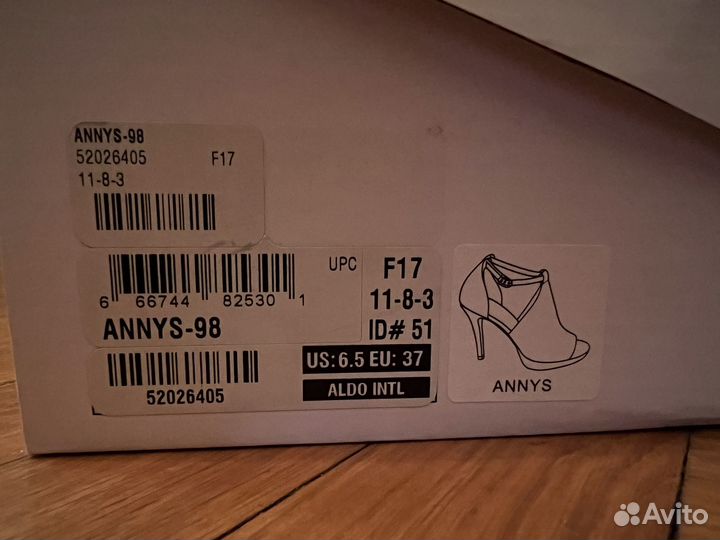 ANNYS-98
52026405 F17
11-8-3
UPC
6 66744 82530 1
F17
11-8-3
ANNYS-98
ID# 51
US: 6.5 EU: 37
52026405
ALDO INTL
ANNYS
Avito